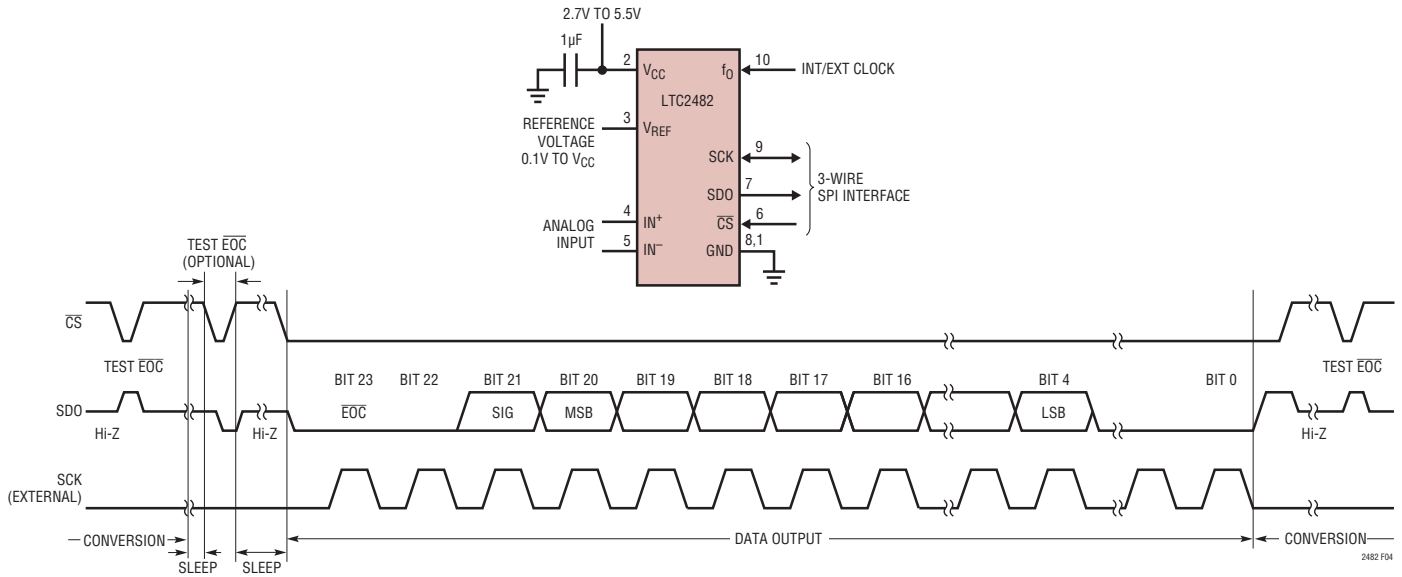 2.7V TO 5.5V
1µF
2
VCC
fO
10
INT/EXT CLOCK
LTC2482
REFERENCE
VOLTAGE
0.1V TO VCC
3
VREF
SCK
9
SDO
7
3-WIRE
SPI INTERFACE
ANALOG
INPUT
4
IN+
CS
6
5
IN–
GND
8,1
TEST EOC
(OPTIONAL)
CS
TEST EOC
BIT 23
BIT 22
BIT 21
BIT 20
BIT 19
BIT 18
BIT 17
BIT 16
BIT 4
BIT 0
TEST EOC
SDO
EOC
SIG
MSB
LSB
Hi-Z
Hi-Z
Hi-Z
SCK
(EXTERNAL)
CONVERSION
SLEEP
SLEEP
DATA OUTPUT
CONVERSION
2482 F04